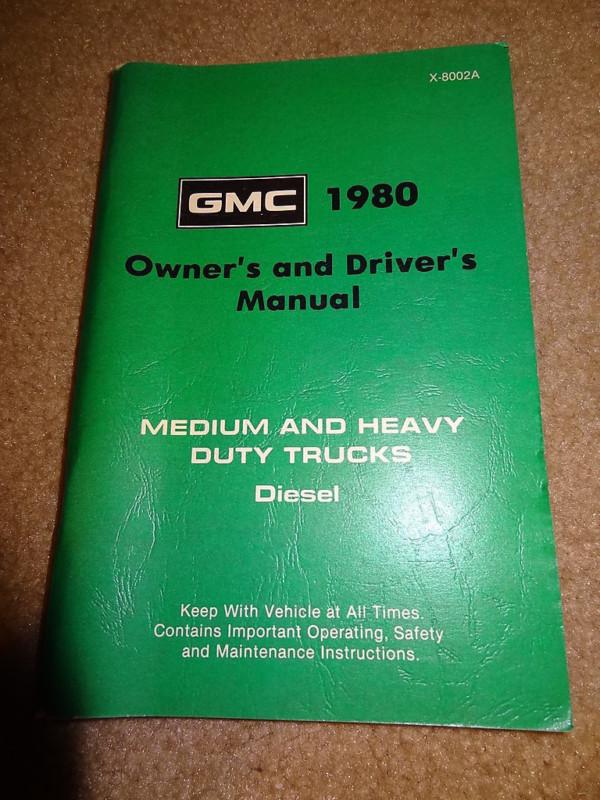 X-8002A
GMC 1980
Owner's and Driver's
Manual
MEDIUM AND HEAVY
DUTY TRUCKS
Diesel
Keep With Vehicle at All Times.
Contains Important Operating, Safety
and Maintenance Instructions.